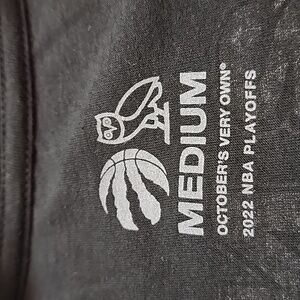 MEDIUM
OCTOBER'S VERY OWN®
2022 NBA PLAYOFFS